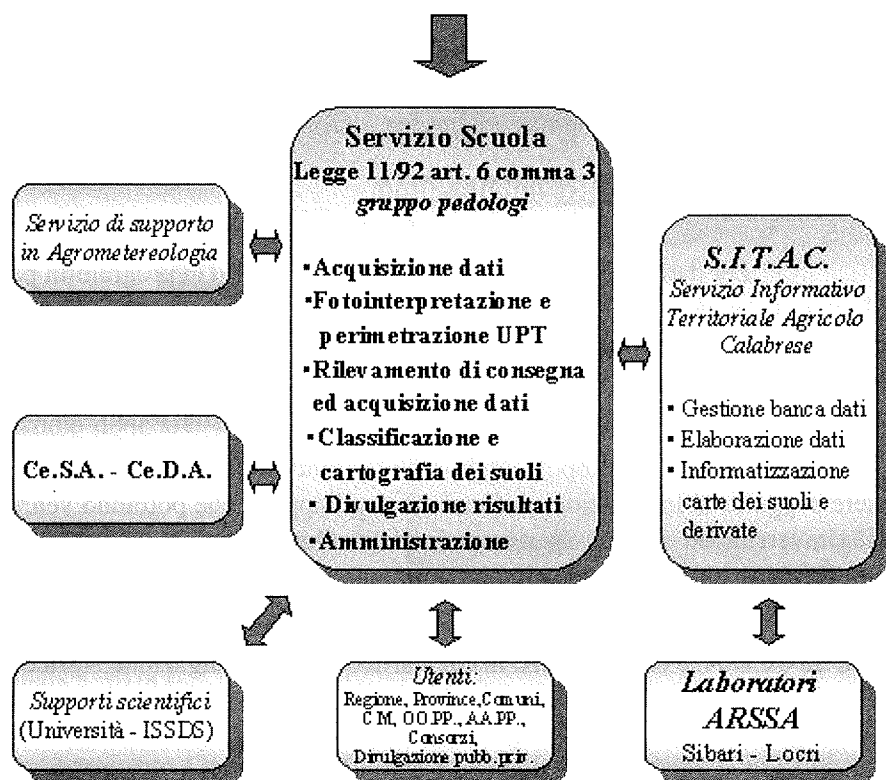 Servizio Scuola
Legge 11/92 art. 6 comma 3
gruppo pedologi
▪ Acquisizione dati
▪ Fotointerpretazione e
perimetrazione UPT
▪ Rilevamento di consegna
ed acquisizione dati
▪ Classificazione e
cartografia dei suoli
▪ Divulgazione risultati
▪ Amministrazione
Servizio di supporto
in Agrometereologia
Ce.S.A. - Ce.D.A.
S.I.T.A.C.
Servizio Informativo
Territoriale Agricolo
Calabrese
▪ Gestione banca dati
▪ Elaborazione dati
▪ Informatizzazione
carte dei suoli e
derivate
Supporti scientifici
(Università - ISSDS)
Utenti:
Regione, Province, Comuni,
C.M., OO.PP., AA.PP.,
Consorzi,
Divulgazione pubb. priv.
Laboratori
ARSSA
Sibari - Locri